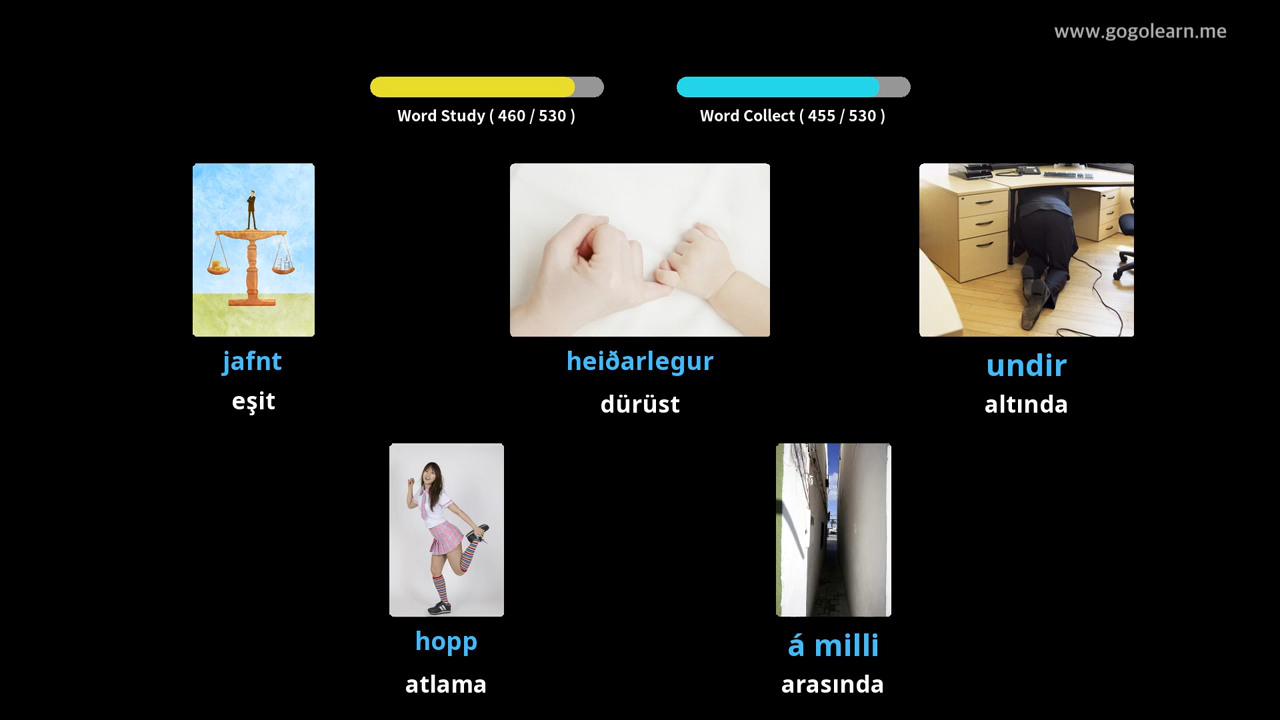 www.gogolearn.me
Word Study ( 460 / 530 )
Word Collect ( 455 / 530 )
jafnt
eşit
heiðarlegur
dürüst
undir
altında
hopp
atlama
á milli
arasında